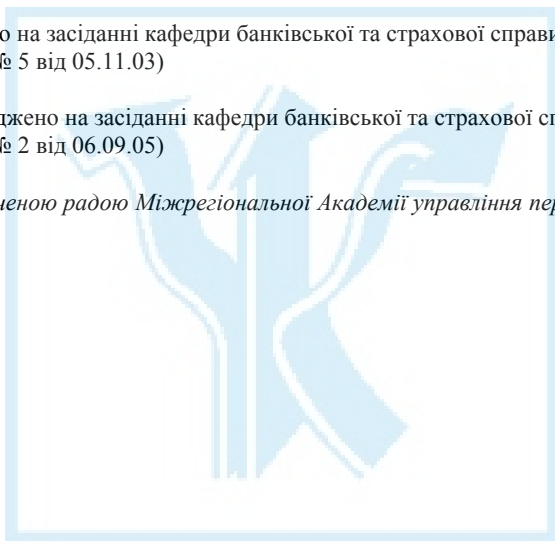 о на засіданні кафедри банківської та страхової справи
№ 5 від 05.11.03)
джено на засіданні кафедри банківської та страхової сп
№ 2 від 06.09.05)
ченою радою Міжрегіональної Академії управління пер